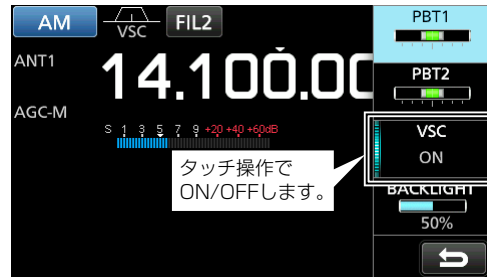 AM VSC FIL2 PBT1
ANT1 14.100.00
PBT2
AGC-M
S 1 3 5 7 9 +20 +40 +60dB
VSC
ON
タッチ操作で
ON/OFFします。
BACKLIGHT
50%